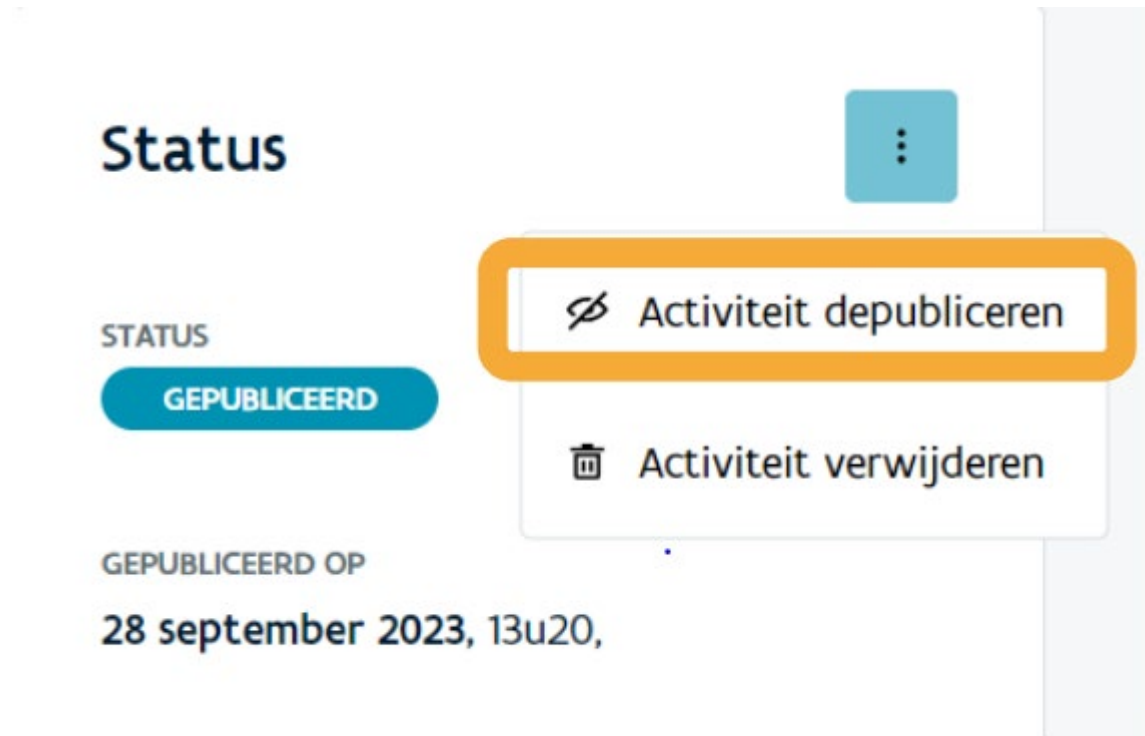 Status
Activiteit depubliceren
STATUS
GEPUBLICEERD
Activiteit verwijderen
GEPUBLICEERD OP
28 september 2023, 13u20,